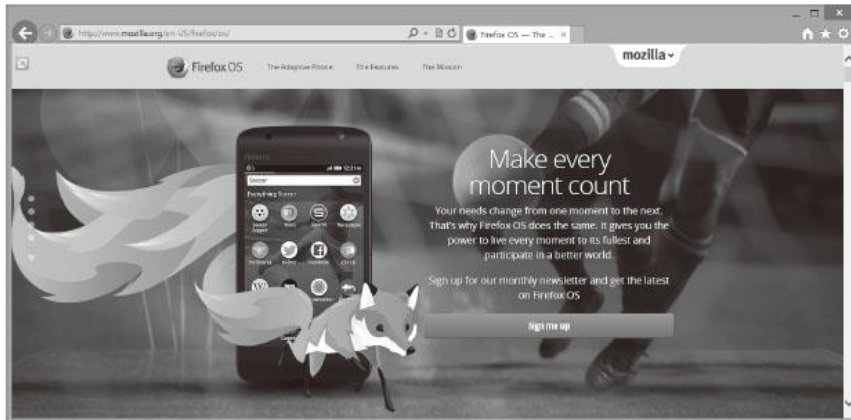 http://www.mozilla.org/en-US/firefox/os/
Firefox OS — The ...
mozilla
Firefox OS
The Adaptive Phone
The Features
The Mission
12:21
Soccer
Everything Soccer
Make every
moment count
Your needs change from one moment to the next.
That's why Firefox OS does the same. It gives you the
power to live every moment to its fullest and
participate in a better world.
Sign up for our monthly newsletter and get the latest
on Firefox OS
Sign me up
Twitter
Facebook